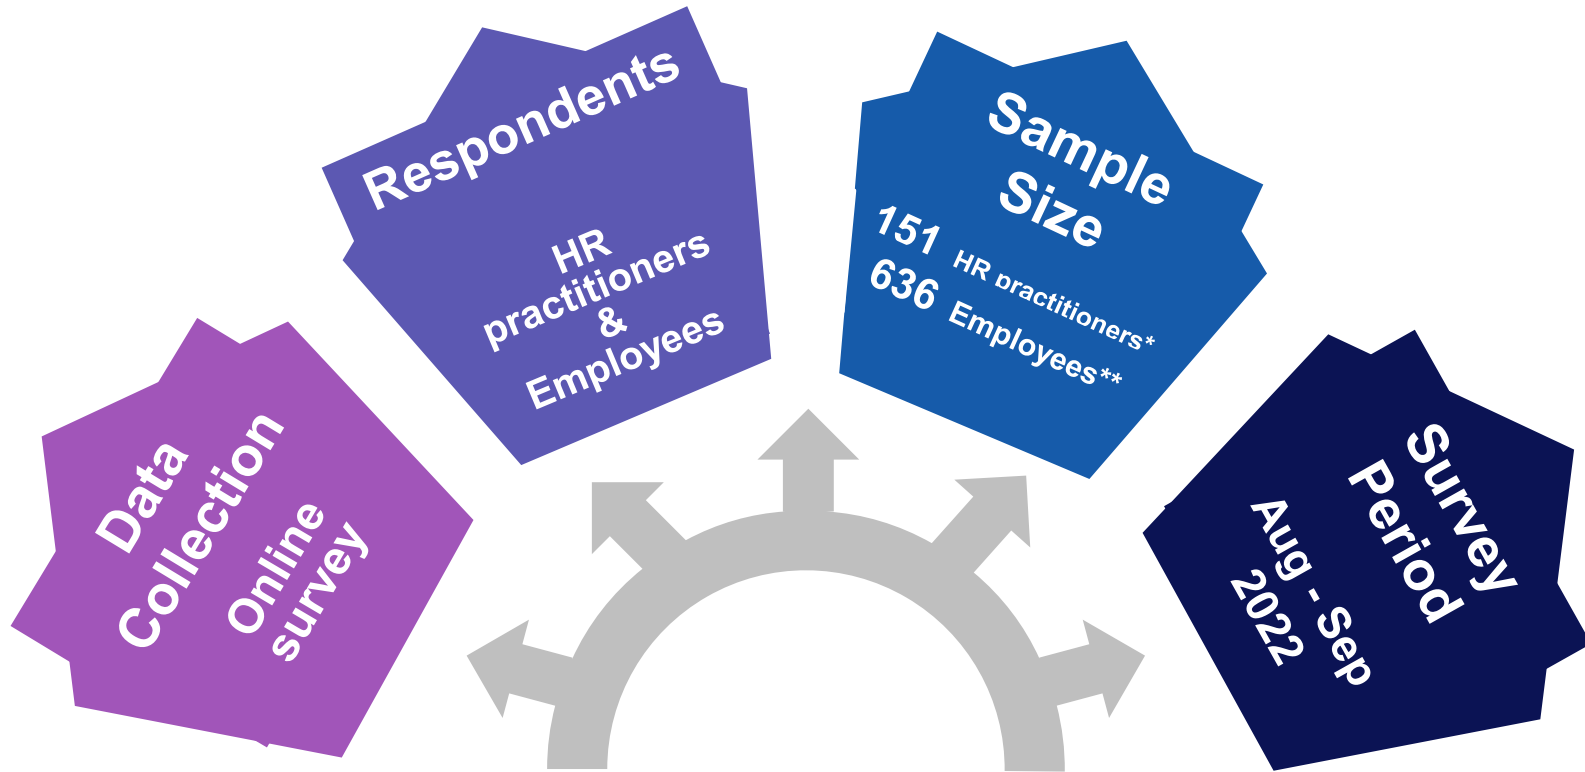 Data
Collection
Online
survey
Respondents
HR
practitioners
&
Employees
Sample
Size
151 HR practitioners*
636 Employees**
Survey
Period
Aug - Sep
2022